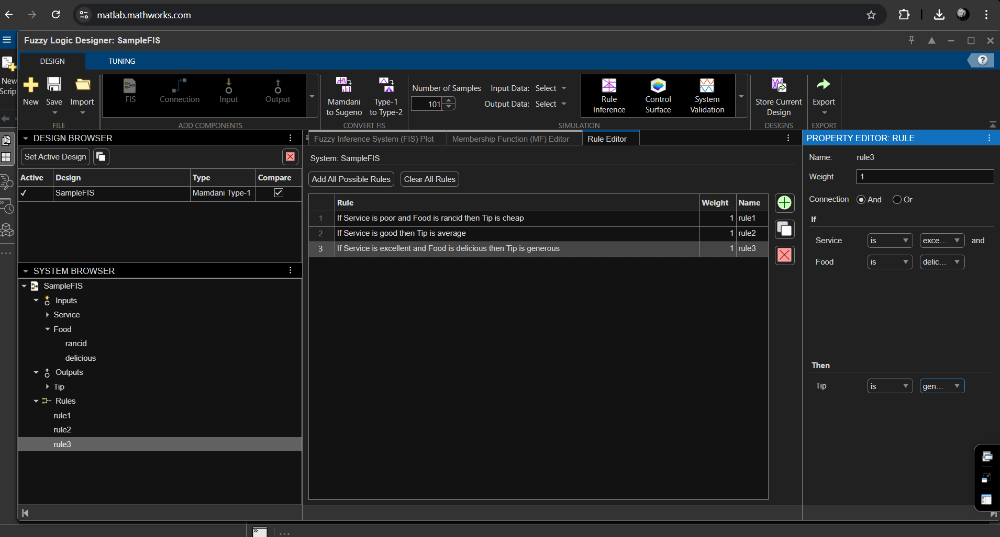 matlab.mathworks.com
Fuzzy Logic Designer: SampleFIS
DESIGN
TUNING
New
Scrip
New
Save
Import
FILE
FIS
Connection
Input
Output
ADD COMPONENTS
Mamdani
to Sugeno
Type-1
to Type-2
CONVERT FIS
Number of Samples
101
Input Data: Select
Output Data: Select
Rule
Inference
Control
Surface
System
Validation
SIMULATION
Store Current
Design
DESIGNS
Export
EXPORT
DESIGN BROWSER
Set Active Design
Active Design Type Compare
SampleFIS Mamdani Type-1
SYSTEM BROWSER
SampleFIS
Inputs
Service
Food
rancid
delicious
Outputs
Tip
Rules
rule1
rule2
rule3
Fuzzy Inference System (FIS) Plot
Membership Function (MF) Editor
Rule Editor
System: SampleFIS
Add All Possible Rules
Clear All Rules
Rule Weight Name
1 If Service is poor and Food is rancid then Tip is cheap 1 rule1
2 If Service is good then Tip is average 1 rule2
3 If Service is excellent and Food is delicious then Tip is generous 1 rule3
PROPERTY EDITOR: RULE
Name: rule3
Weight 1
Connection And Or
If
Service is exce... and
Food is delic...
Then
Tip is gen...